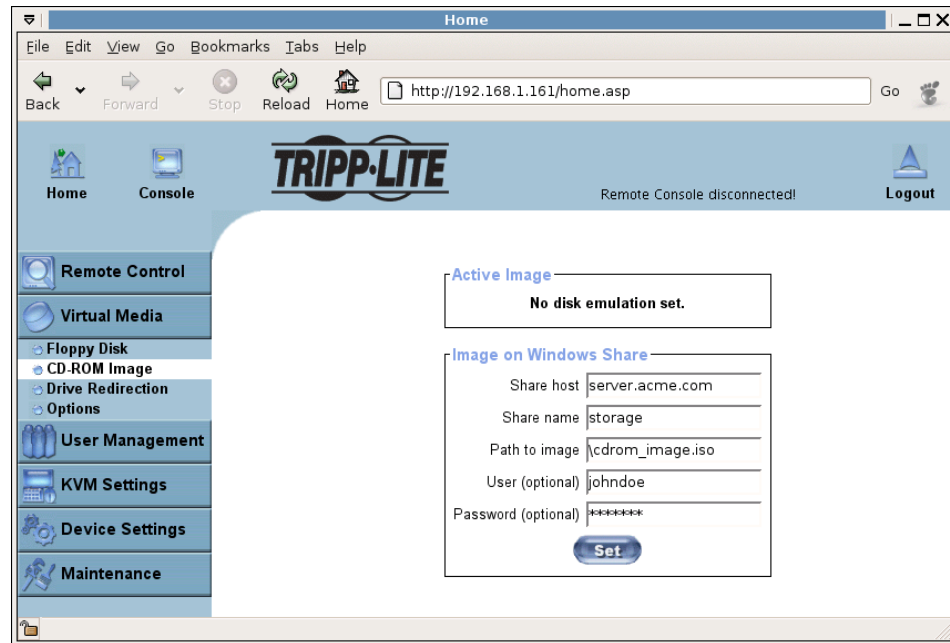 Home
File Edit View Go Bookmarks Tabs Help
Back Forward Stop Reload Home http://192.168.1.161/home.asp Go
TRIPP·LITE
Home Console Remote Console disconnected! Logout
Remote Control
Virtual Media
Floppy Disk
CD-ROM Image
Drive Redirection
Options
User Management
KVM Settings
Device Settings
Maintenance
Active Image
No disk emulation set.
Image on Windows Share
Share host server.acme.com
Share name storage
Path to image \cdrom_image.iso
User (optional) johndoe
Password (optional) *******
Set